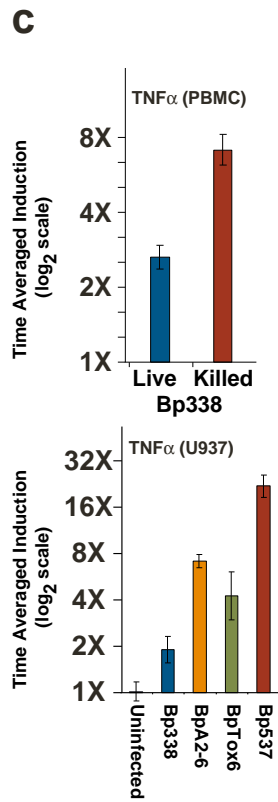 C
TNFα (PBMC)
Time Averaged Induction
(log2 scale)
8X
4X
2X
1X
Live Killed
Bp338
TNFα (U937)
Time Averaged Induction
(log2 scale)
32X
16X
8X
4X
2X
1X
Uninfected
Bp338
BpA2-6
BpTox6
Bp537